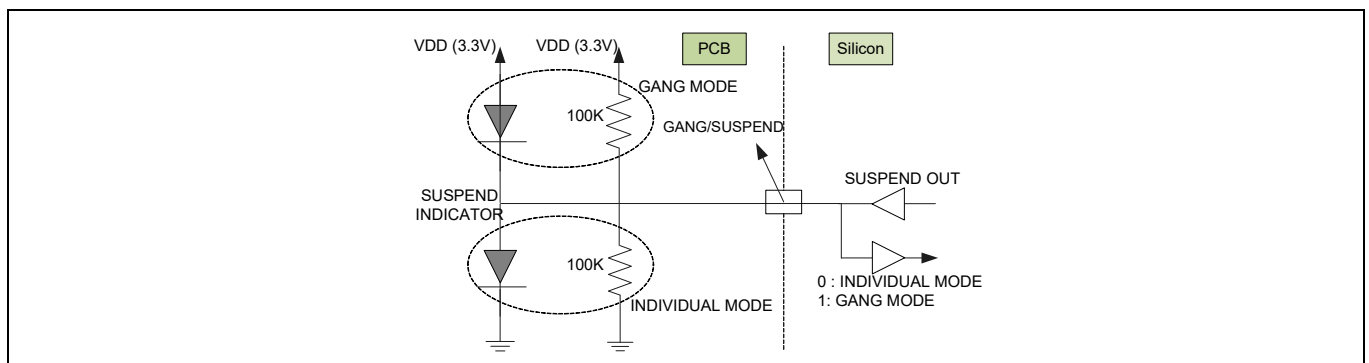 VDD (3.3V)
VDD (3.3V)
PCB
Silicon
GANG MODE
100K
GANG/SUSPEND
SUSPEND OUT
SUSPEND
INDICATOR
100K
0 : INDIVIDUAL MODE
1: GANG MODE
INDIVIDUAL MODE